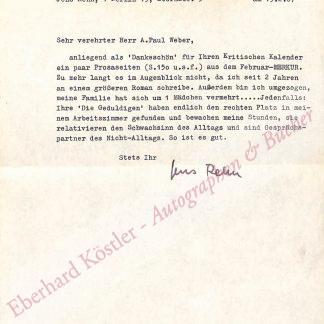 Sehr verehrter Herr A.Paul Weber,
anliegend als 'Dankeschön' für Ihren Kritischen Kalender
ein paar Prosaseiten (S.15o u.s.f.) aus dem Februar-MERKUR.
Zu mehr langt es im Augenblick nicht, da ich seit 2 Jahren
an einem größeren Roman schreibe. Außerdem bin ich umgezogen,
meine Familie hat sich um 1 Mädchen vermehrt.....Jedenfalls:
Ihre 'Die Geduldigen' haben endlich den rechten Platz in mei-
nem Arbeitszimmer gefunden und bewachen meine Stunden, sie
relativieren den Schwachsinn des Alltags und sind Gesprächs-
partner des Nicht-Alltags. So ist es gut.
Stets Ihr
Jens Rehn
Eberhard Köstler - Autographen & Bücher